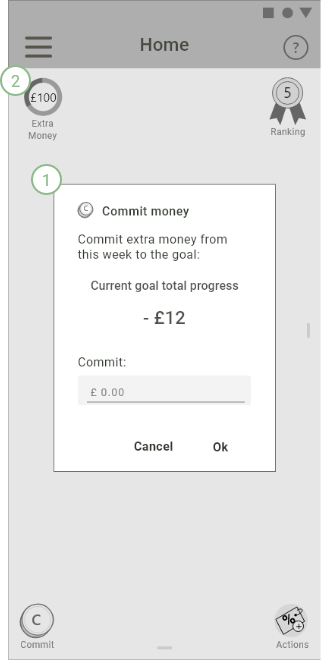 Home
?
2
£100
Extra
Money
5
Ranking
1
C
Commit money
Commit extra money from
this week to the goal:
Current goal total progress
- £12
Commit:
£ 0.00
Cancel
Ok
C
Commit
%
Actions